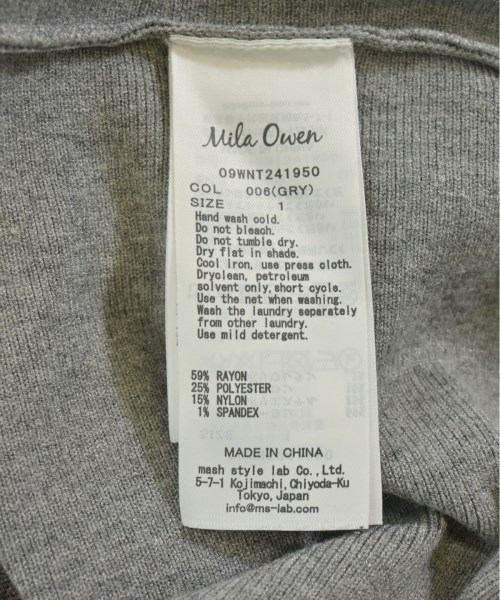 Mila Owen
09WNT241950
COL 006(GRY)
SIZE 1
Hand wash cold.
Do not bleach.
Do not tumble dry.
Dry flat in shade.
Cool iron, use press cloth.
Dryclean, petroleum
solvent only,short cycle.
Use the net when washing.
Wash the laundry separately
from other laundry.
Use mild detergent.
59% RAYON
25% POLYESTER
15% NYLON
1% SPANDEX
MADE IN CHINA
mash style lab Co.,Ltd.
5-7-1 Kojimachi,Chiyoda-Ku
Tokyo,Japan
info@ms-lab.com